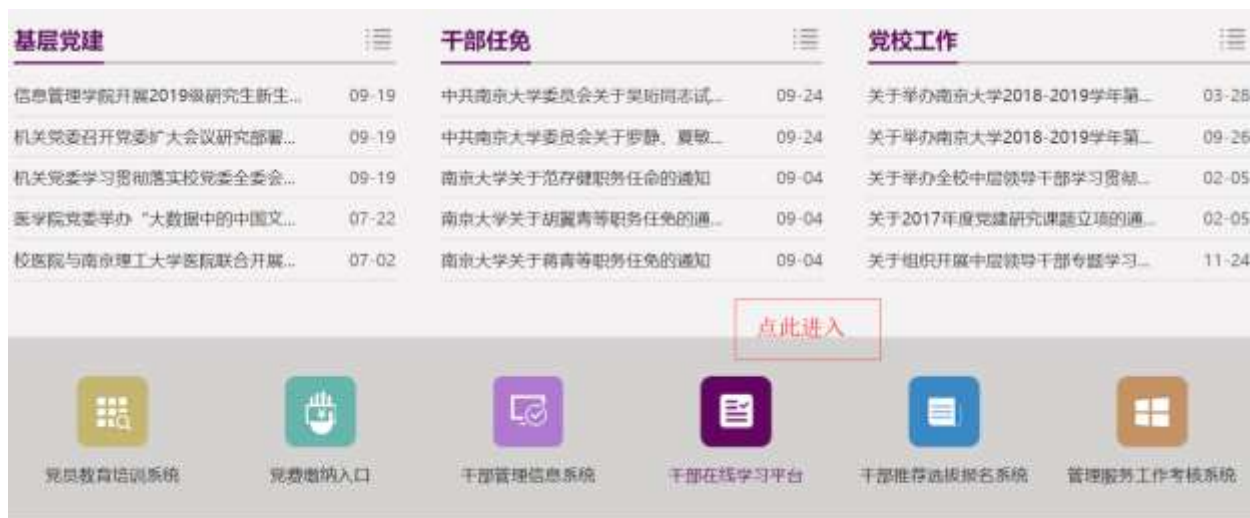 基层党建
信息管理学院开展2019级研究生新生... 09-19
机关党委召开党委扩大会议研究部署... 09-19
机关党委学习贯彻落实校党委全委会... 09-19
医学院党委举办“大数据中的中国文... 07-22
校医院与南京理工大学医院联合开展... 07-02
干部任免
中共南京大学委员会关于吴珩同志试... 09-24
中共南京大学委员会关于罗静、夏敏... 09-24
南京大学关于范存健职务任命的通知 09-04
南京大学关于胡翼青等职务任免的通... 09-04
南京大学关于蒋青等职务任免的通知 09-04
党校工作
关于举办南京大学2018-2019学年第... 03-28
关于举办南京大学2018-2019学年第... 09-26
关于举办全校中层领导干部学习贯彻... 02-05
关于2017年度党建研究课题立项的通... 02-05
关于组织开展中层领导干部专题学习... 11-24
点此进入
党员教育培训系统
党费缴纳入口
干部管理信息系统
干部在线学习平台
干部推荐选拔报名系统
管理服务工作考核系统